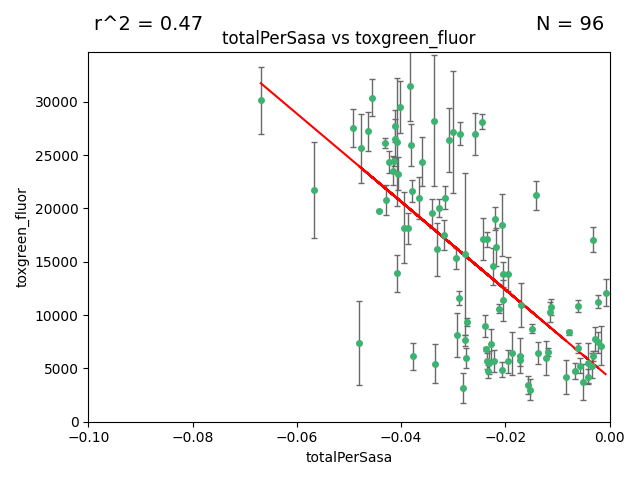 r^2 = 0.47
N = 96
totalPerSasa vs toxgreen_fluor
toxgreen_fluor
30000
25000
20000
15000
10000
5000
0
−0.10
−0.08
−0.06
−0.04
−0.02
0.00
totalPerSasa